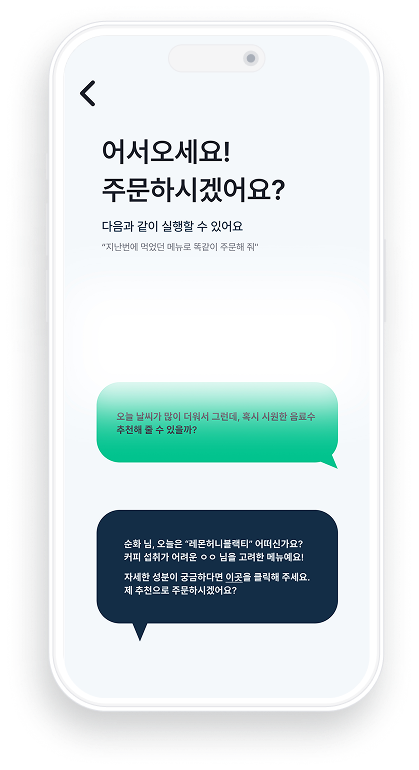 어서오세요!
주문하시겠어요?
다음과 같이 실행할 수 있어요
“지난번에 먹었던 메뉴로 똑같이 주문해 줘”
오늘 날씨가 많이 더워서 그런데, 혹시 시원한 음료수
추천해 줄 수 있을까?
순화 님, 오늘은 “레몬허니블랙티” 어떠신가요?
커피 섭취가 어려운 ㅇㅇ 님을 고려한 메뉴예요!
자세한 성분이 궁금하다면 이곳을 클릭해 주세요.
제 추천으로 주문하시겠어요?